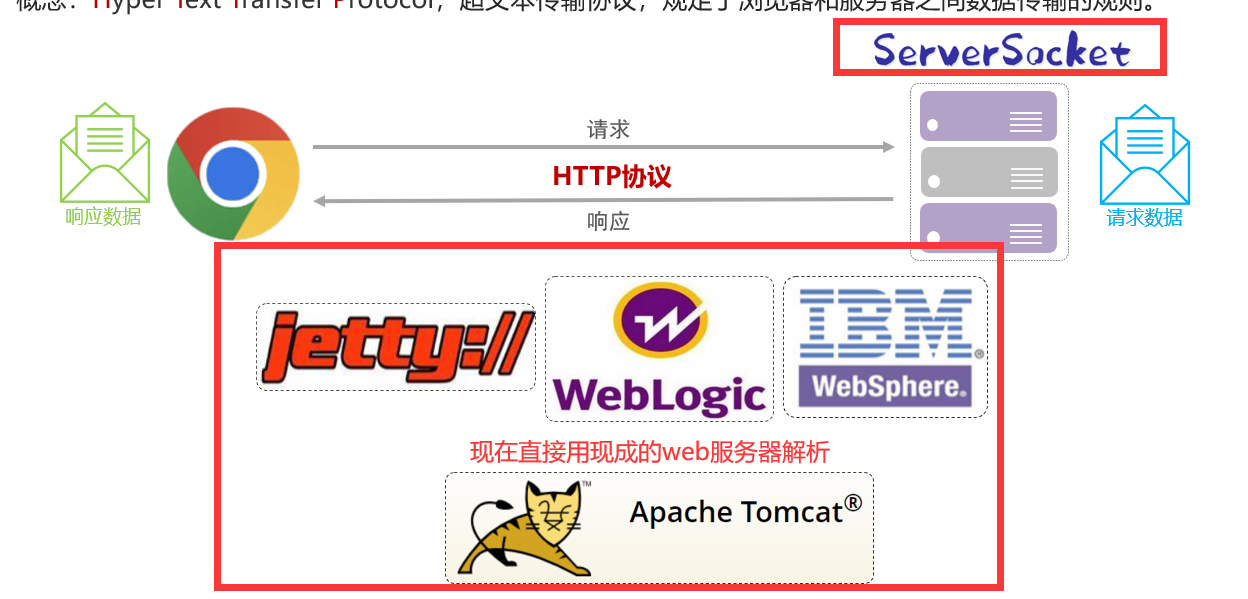 概念：Hyper Text Transfer Protocol，超文本传输协议，规定了浏览器和服务器之间数据传输的规则。
ServerSocket
请求
HTTP协议
响应
响应数据
请求数据
jetty://
WebLogic
IBM®
WebSphere®
现在直接用现成的web服务器解析
TM
Apache Tomcat®